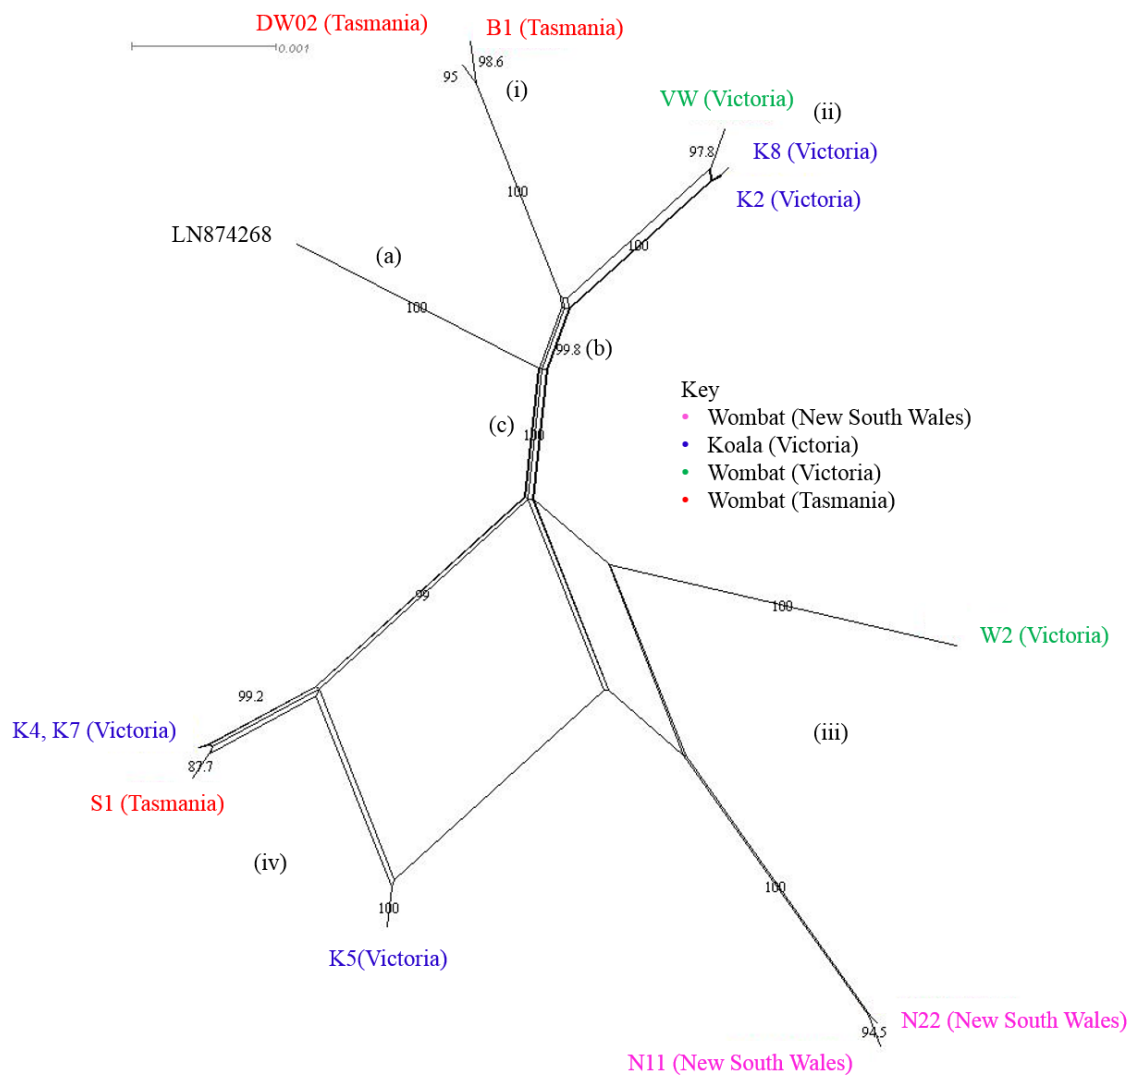 DW02 (Tasmania)
B1 (Tasmania)
0.001
98.6
95
(i)
VW (Victoria)
(ii)
97.8
K8 (Victoria)
K2 (Victoria)
100
LN874268
(a)
100
100
99.8 (b)
Key
Wombat (New South Wales)
Koala (Victoria)
Wombat (Victoria)
Wombat (Tasmania)
(c)
100
99
100
W2 (Victoria)
99.2
K4, K7 (Victoria)
87.7
S1 (Tasmania)
(iii)
(iv)
100
100
K5(Victoria)
N22 (New South Wales)
94.5
N11 (New South Wales)